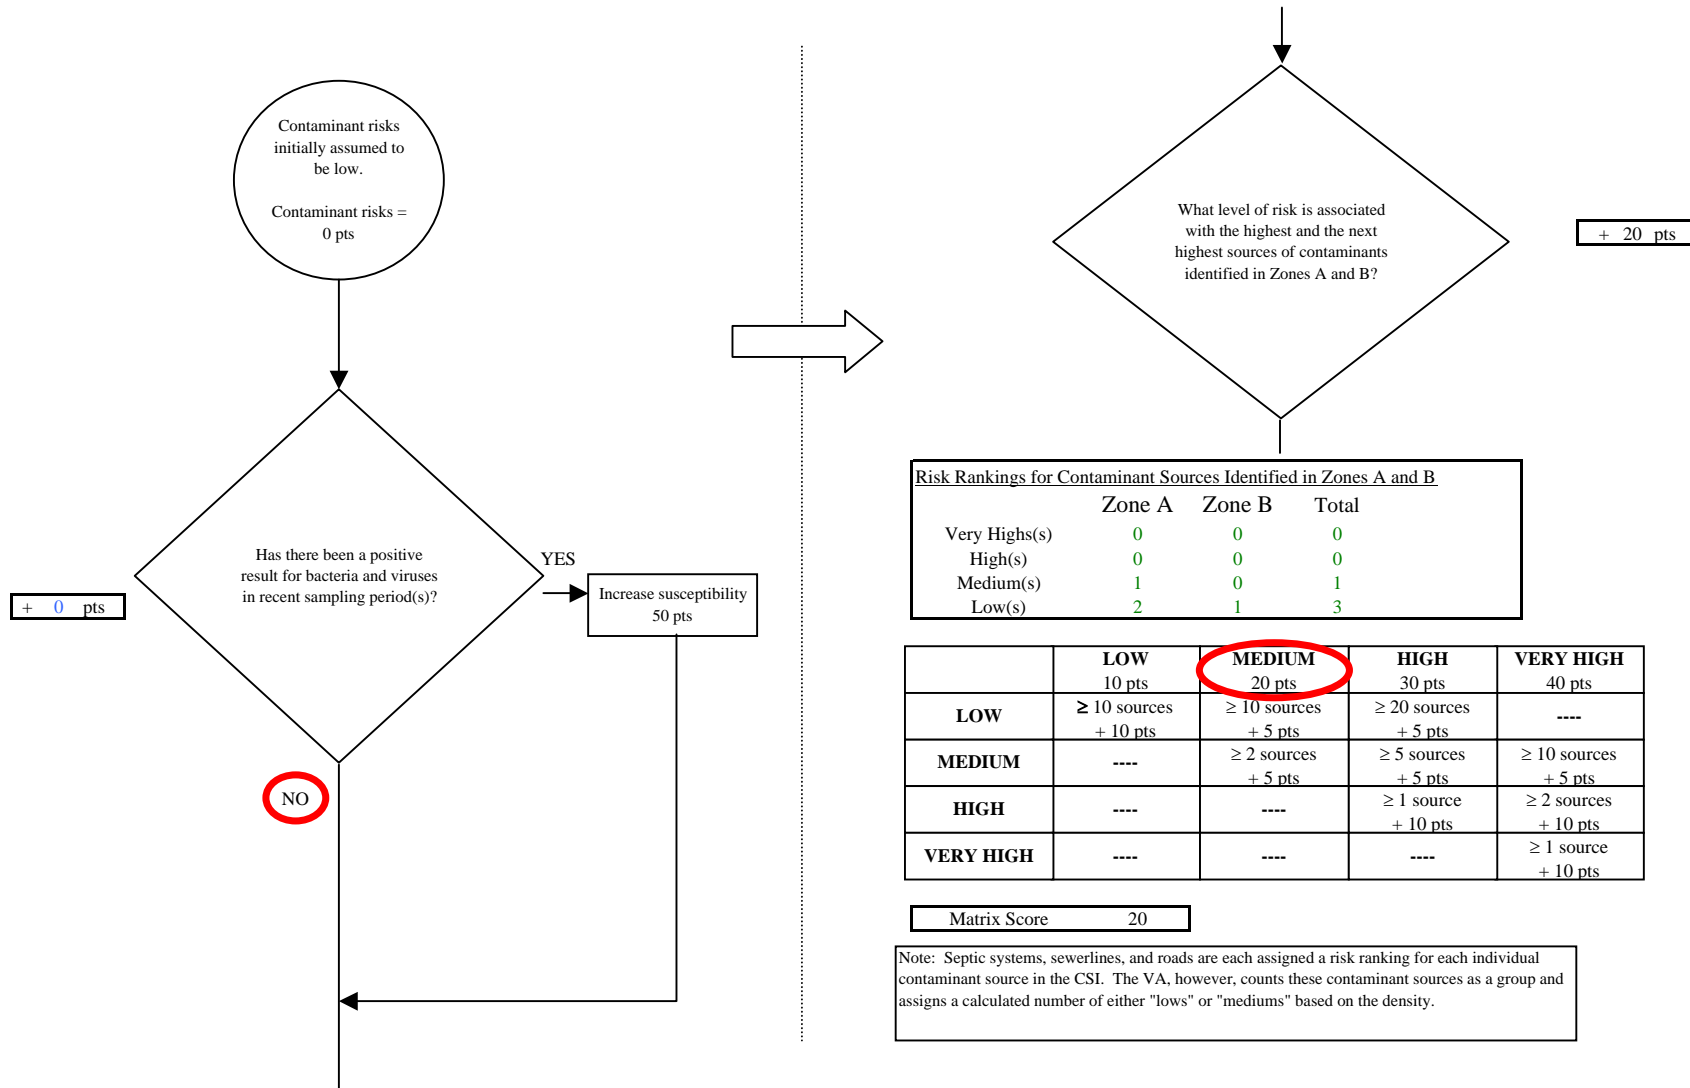 Contaminant risks
initially assumed to
be low.
Contaminant risks =
0 pts
Has there been a positive
result for bacteria and viruses
in recent sampling period(s)?
YES
Increase susceptibility
50 pts
+ 0 pts
NO
What level of risk is associated
with the highest and the next
highest sources of contaminants
identified in Zones A and B?
+ 20 pts
Risk Rankings for Contaminant Sources Identified in Zones A and B
Zone A Zone B Total
Very Highs(s) 0 0 0
High(s) 0 0 0
Medium(s) 1 0 1
Low(s) 2 1 3
LOW MEDIUM HIGH VERY HIGH
10 pts 20 pts 30 pts 40 pts
LOW ≥ 10 sources ≥ 10 sources ≥ 20 sources ----
+ 10 pts + 5 pts + 5 pts
MEDIUM ---- ≥ 2 sources ≥ 5 sources ≥ 10 sources
+ 5 pts + 5 pts + 5 pts
HIGH ---- ---- ≥ 1 source ≥ 2 sources
+ 10 pts + 10 pts
VERY HIGH ---- ---- ---- ≥ 1 source
+ 10 pts
Matrix Score 20
Note: Septic systems, sewerlines, and roads are each assigned a risk ranking for each individual
contaminant source in the CSI. The VA, however, counts these contaminant sources as a group and
assigns a calculated number of either "lows" or "mediums" based on the density.